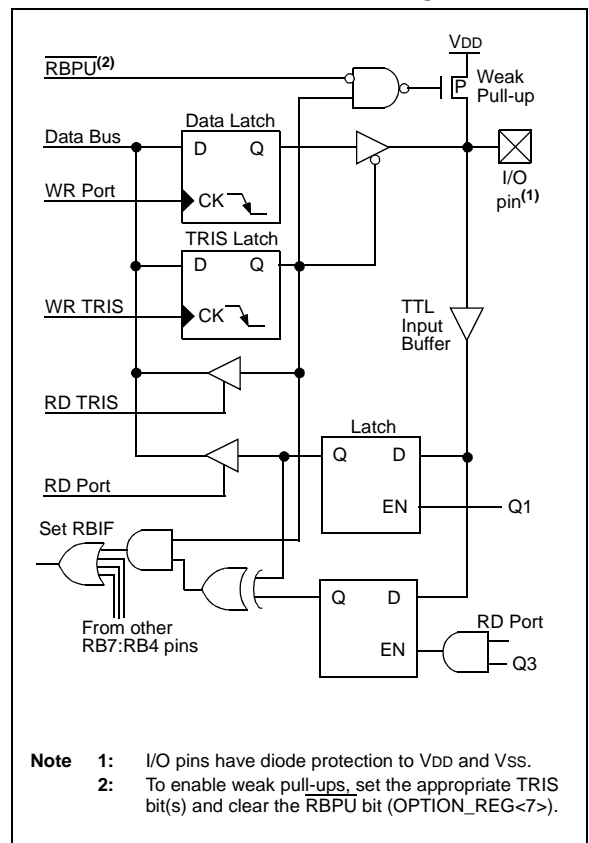 VDD
RBPU(2)
P
Weak
Pull-up
Data Latch
Data Bus
D Q
I/O
pin(1)
WR Port
CK
TRIS Latch
D Q
WR TRIS
CK
TTL
Input
Buffer
RD TRIS
Latch
Q D
RD Port
EN
Q1
Set RBIF
Q D
RD Port
From other
RB7:RB4 pins
EN
Q3
Note 1: I/O pins have diode protection to VDD and VSS.
2: To enable weak pull-ups, set the appropriate TRIS
bit(s) and clear the RBPU bit (OPTION_REG<7>).